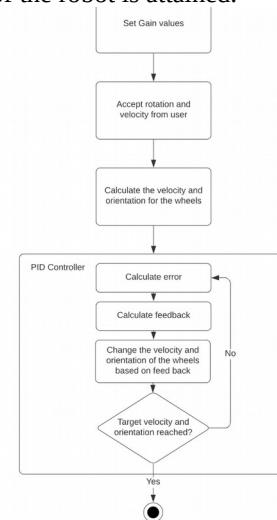 of the robot is attained.
Set Gain values
Accept rotation and
velocity from user
Calculate the velocity and
orientation for the wheels
PID Controller
Calculate error
Calculate feedback
Change the velocity and
orientation of the wheels
based on feed back
No
Target velocity and
orientation reached?
Yes